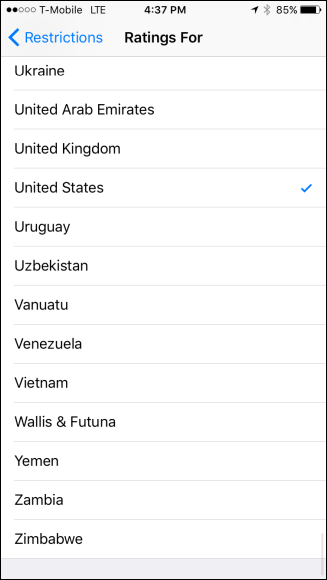 T-Mobile LTE 4:37 PM 85%
Restrictions Ratings For
Ukraine
United Arab Emirates
United Kingdom
United States
Uruguay
Uzbekistan
Vanuatu
Venezuela
Vietnam
Wallis & Futuna
Yemen
Zambia
Zimbabwe